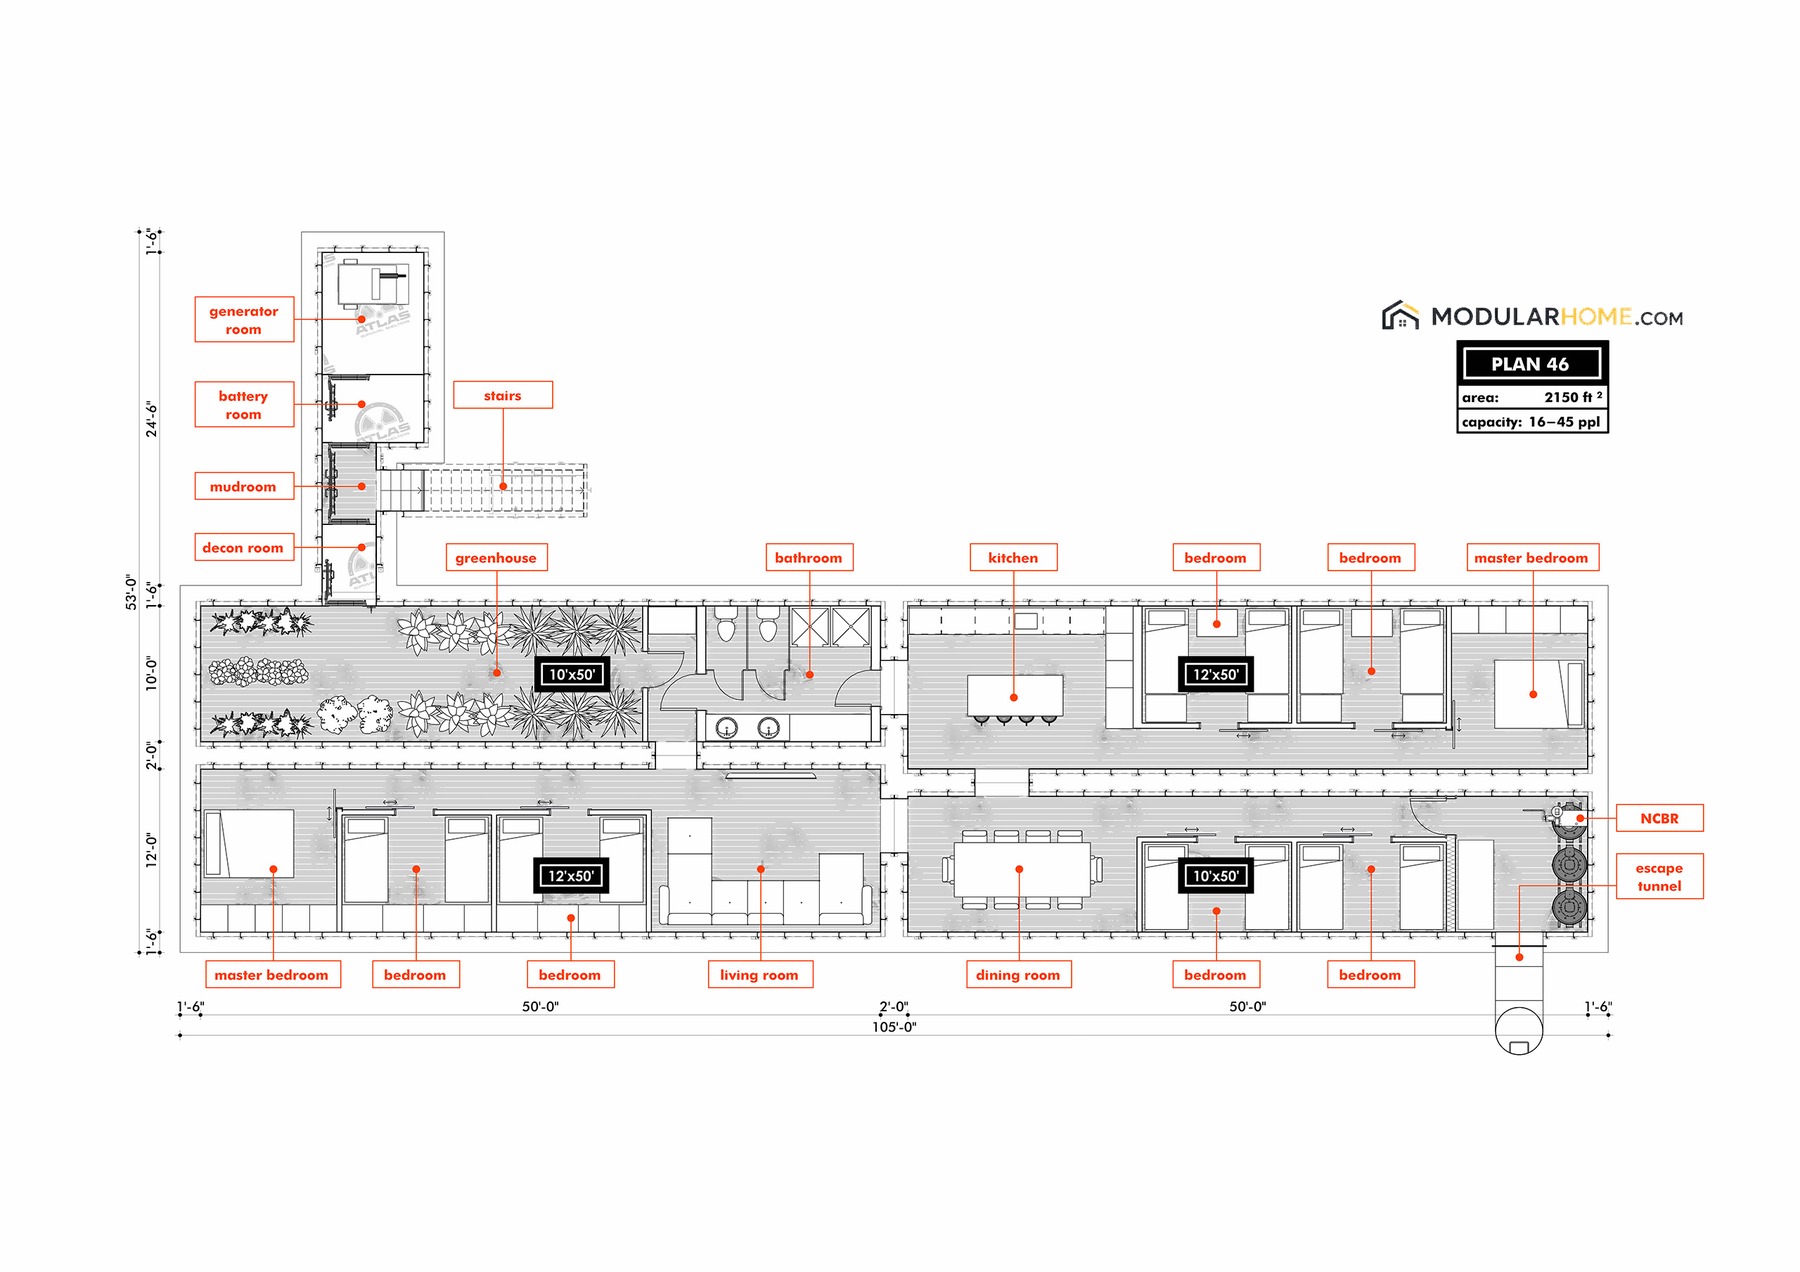 MODULARHOME.COM
PLAN 46
area: 2150 ft ²
capacity: 16–45 ppl
1'-6"
generator
room
ATLAS
battery
room
24'-6"
stairs
ATLAS
mudroom
decon room
53'-0"
greenhouse
bathroom
kitchen
bedroom
bedroom
master bedroom
1'-6"
10'-0"
10'x50'
12'x50'
2'-0"
12'-0"
12'x50'
10'x50'
NCBR
escape
tunnel
1'-6"
master bedroom
bedroom
bedroom
living room
dining room
bedroom
bedroom
1'-6"
50'-0"
2'-0"
50'-0"
1'-6"
105'-0"